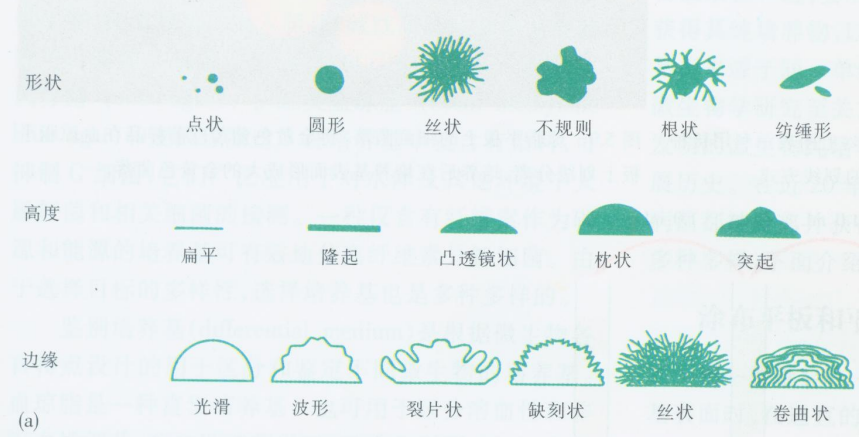 形状
点状 圆形 丝状 不规则 根状 纺缍形
高度
扁平 隆起 凸透镜状 枕状 突起
边缘
光滑 波形 裂片状 缺刻状 丝状 卷曲状
(a)